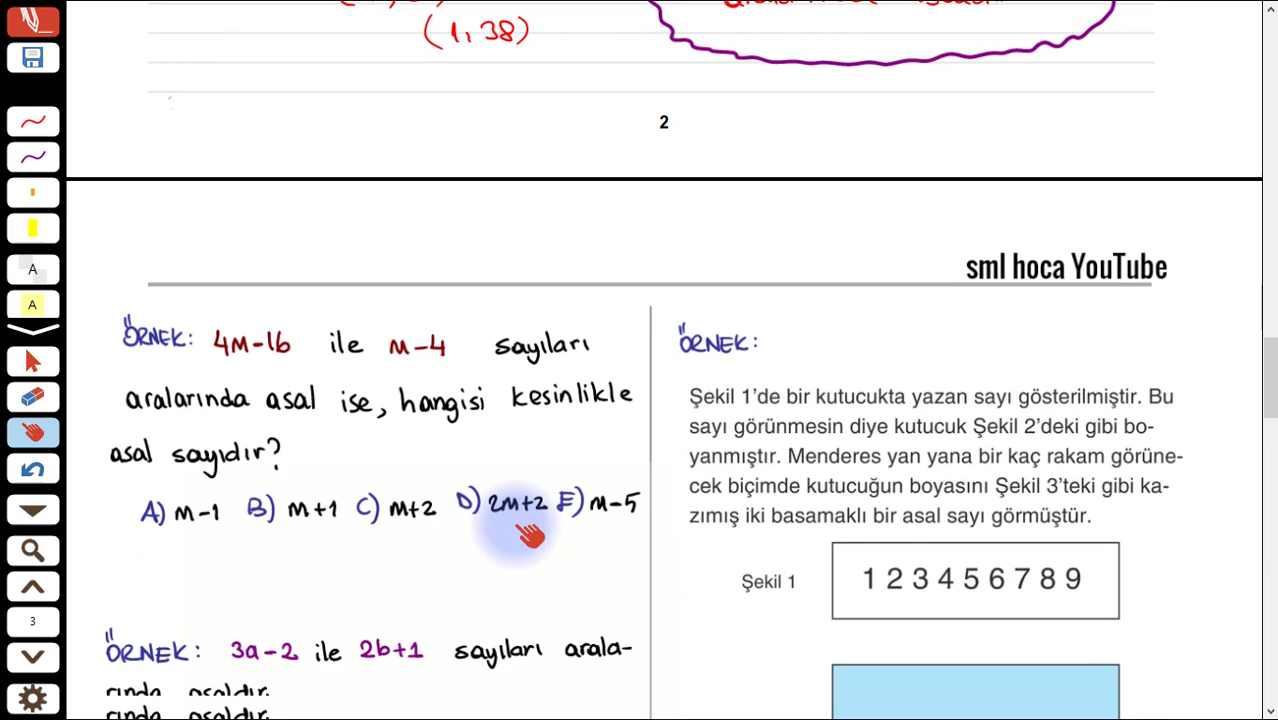 (1, 38)
2
sml hoca YouTube
ÖRNEK: 4m-16 ile m-4 sayıları
aralarında asal ise, hangisi kesinlikle
asal sayıdır?
A) m-1 B) m+1 C) m+2 D) 2m+2 E) m-5
ÖRNEK: 3a-2 ile 2b+1 sayıları arala-
rında asaldır.
ÖRNEK:
Şekil 1'de bir kutucukta yazan sayı gösterilmiştir. Bu
sayı görünmesin diye kutucuk Şekil 2'deki gibi bo-
yanmıştır. Menderes yan yana bir kaç rakam görüne-
cek biçimde kutucuğun boyasını Şekil 3'teki gibi ka-
zımış iki basamaklı bir asal sayı görmüştür.
Şekil 1
1 2 3 4 5 6 7 8 9
A
A
3